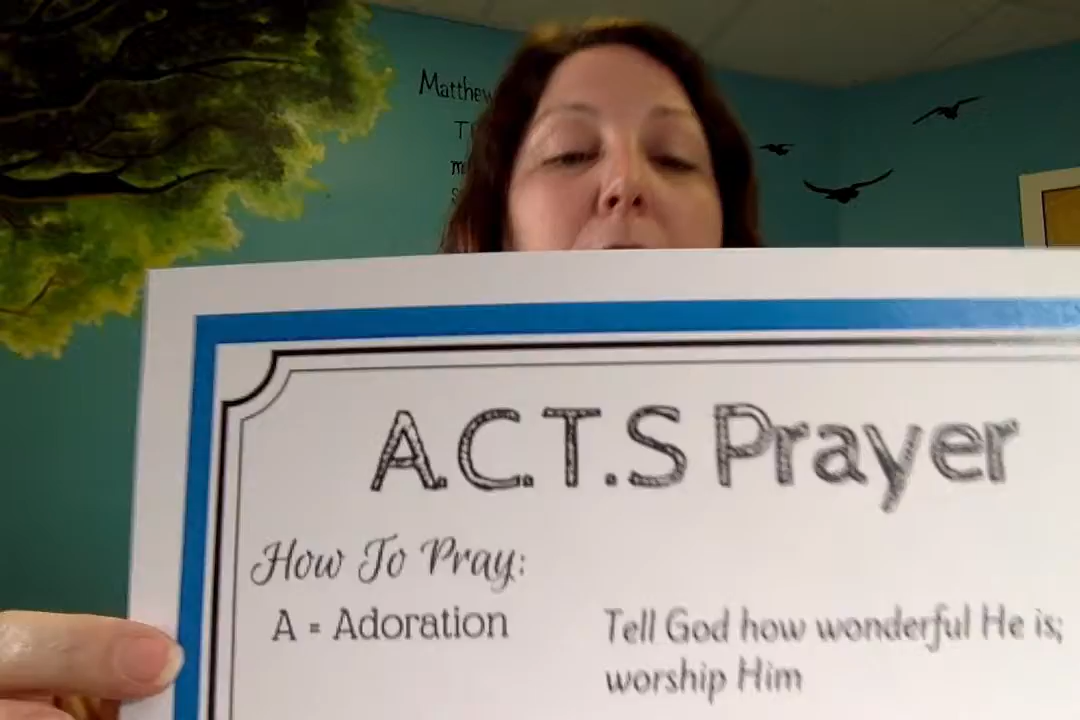 Matthew
A.C.T.S Prayer
How To Pray:
A = Adoration
Tell God how wonderful He is;
worship Him